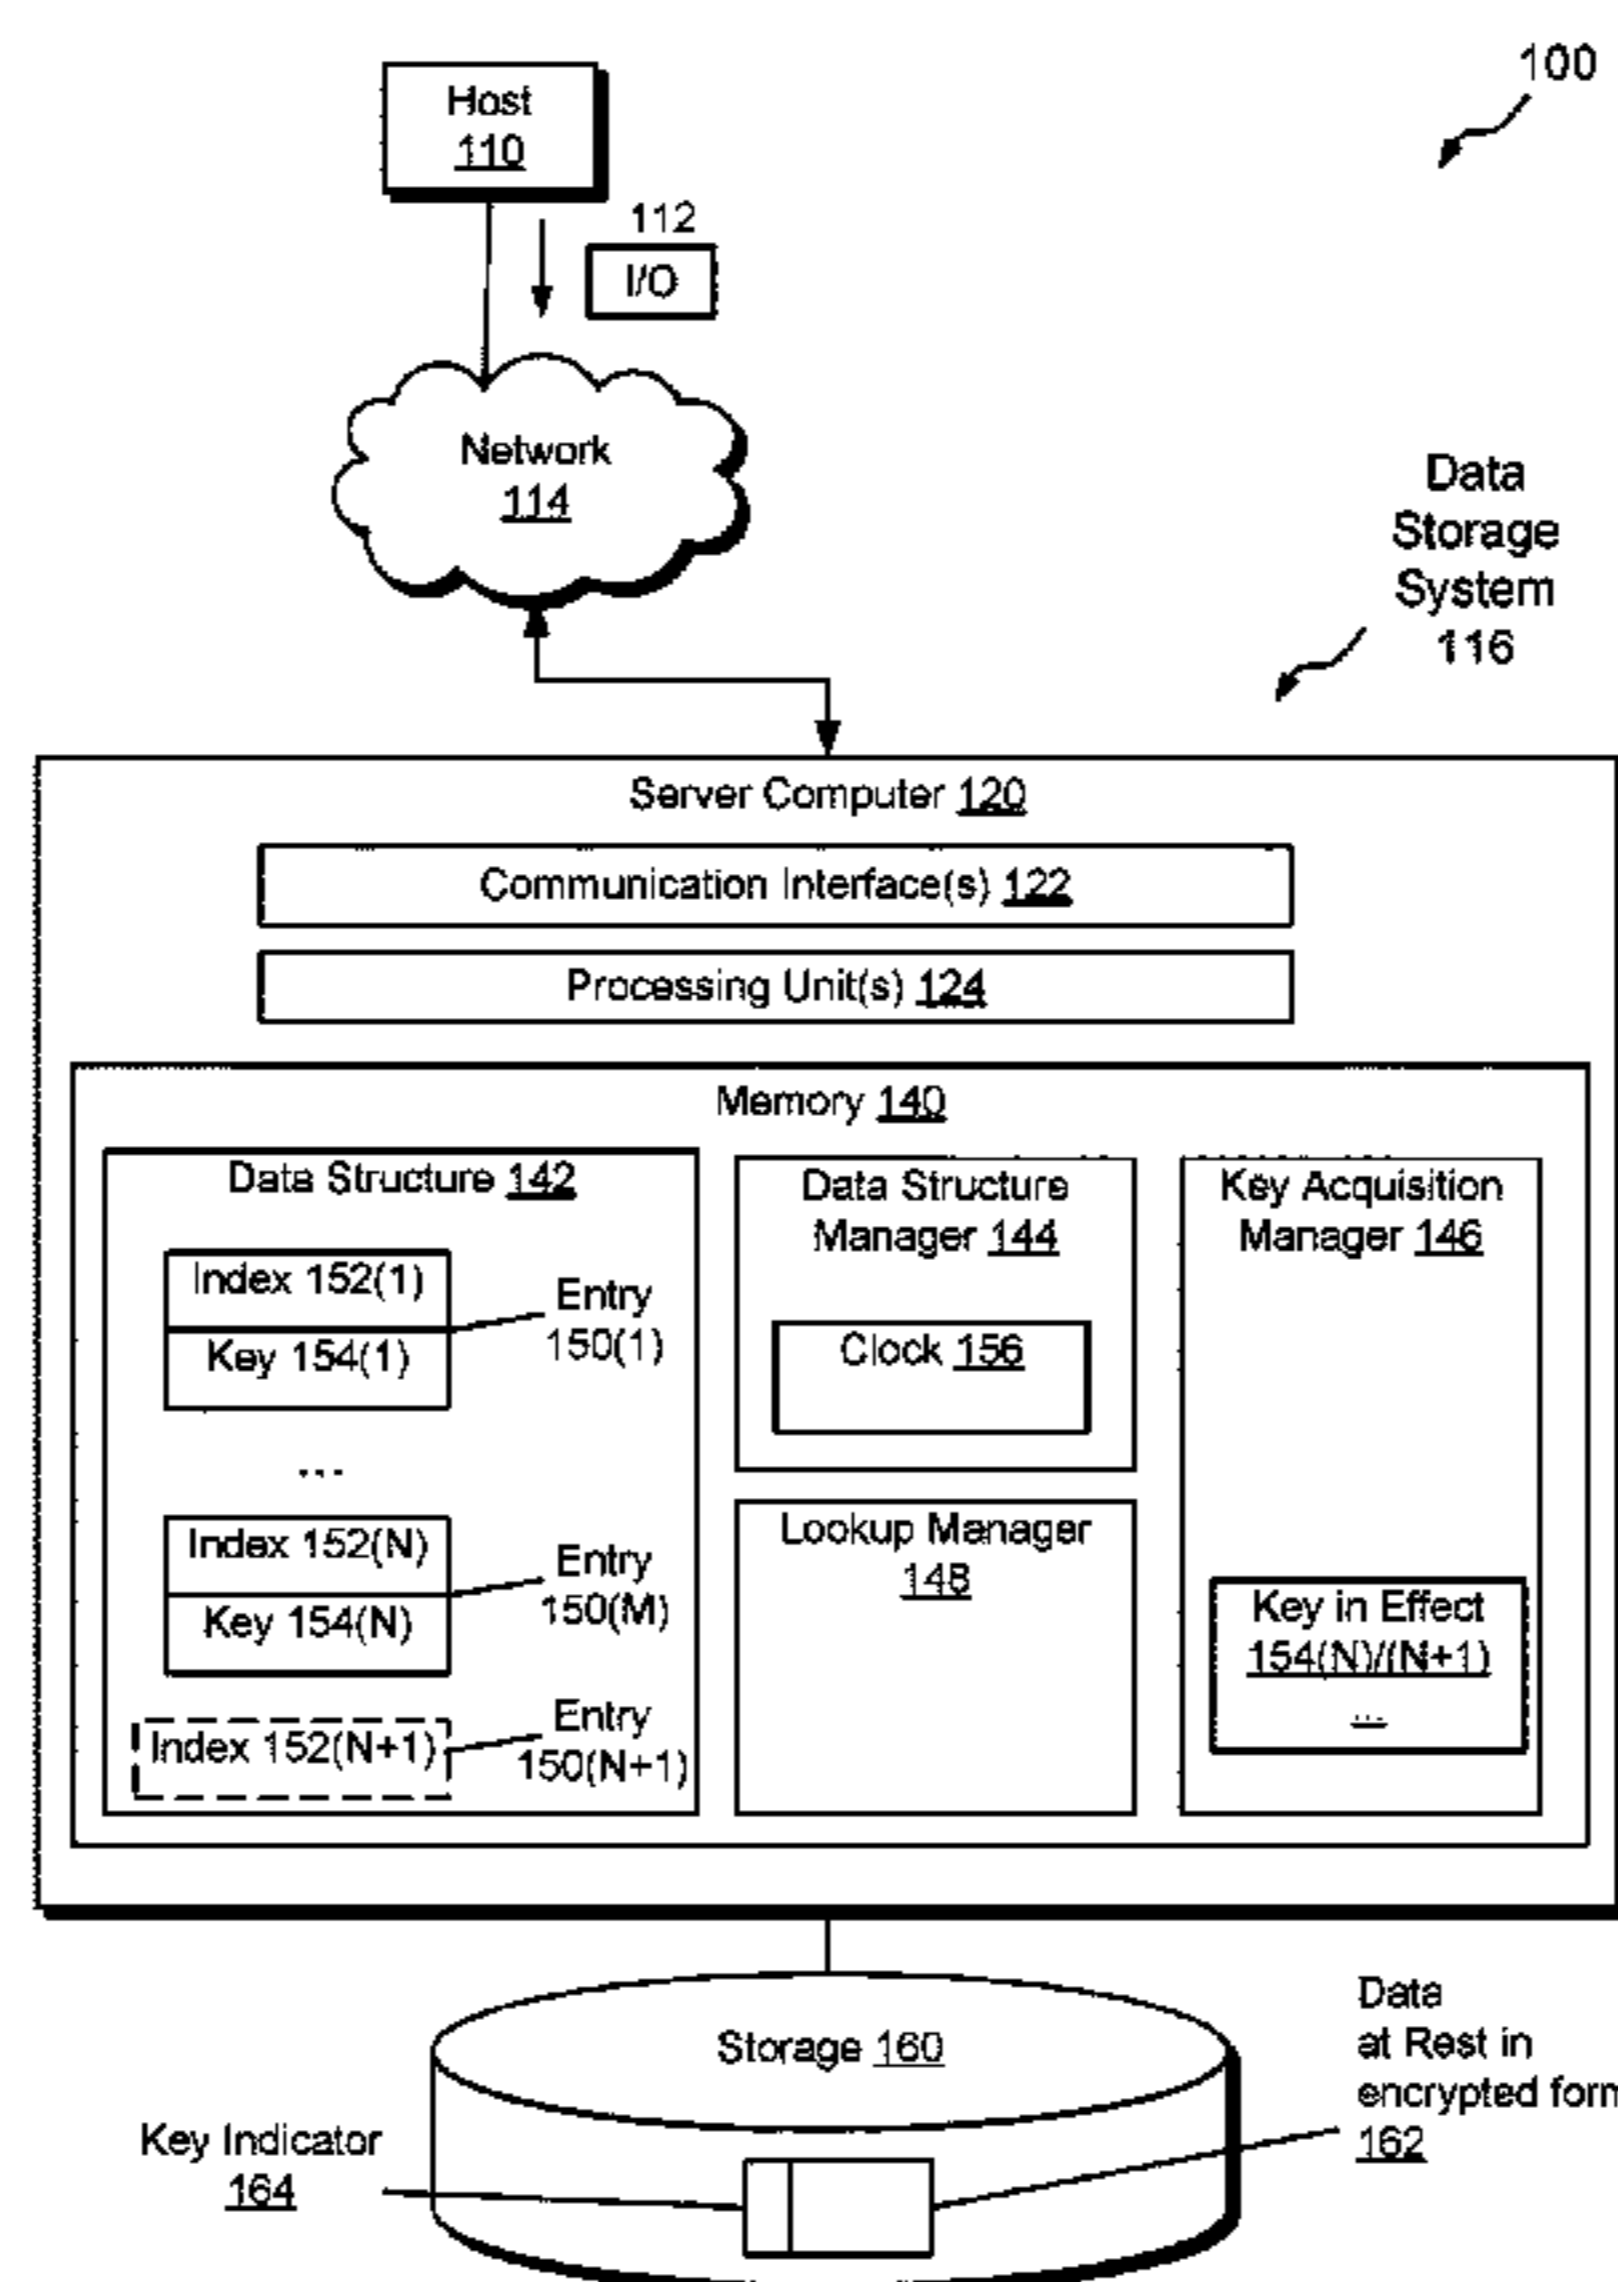 100
Host
110
112
I/O
Network
114
Data
Storage
System
116
Server Computer 120
Communication Interface(s) 122
Processing Unit(s) 124
Memory 140
Data Structure 142
Index 152(1)
Key 154(1)
Entry
150(1)
...
Index 152(N)
Key 154(N)
Entry
150(M)
Index 152(N+1)
Entry
150(N+1)
Data Structure
Manager 144
Clock 156
Lookup Manager
148
Key Acquisition
Manager 146
Key in Effect
154(N)/(N+1)
...
Storage 160
Key Indicator
164
Data
at Rest in
encrypted form
162